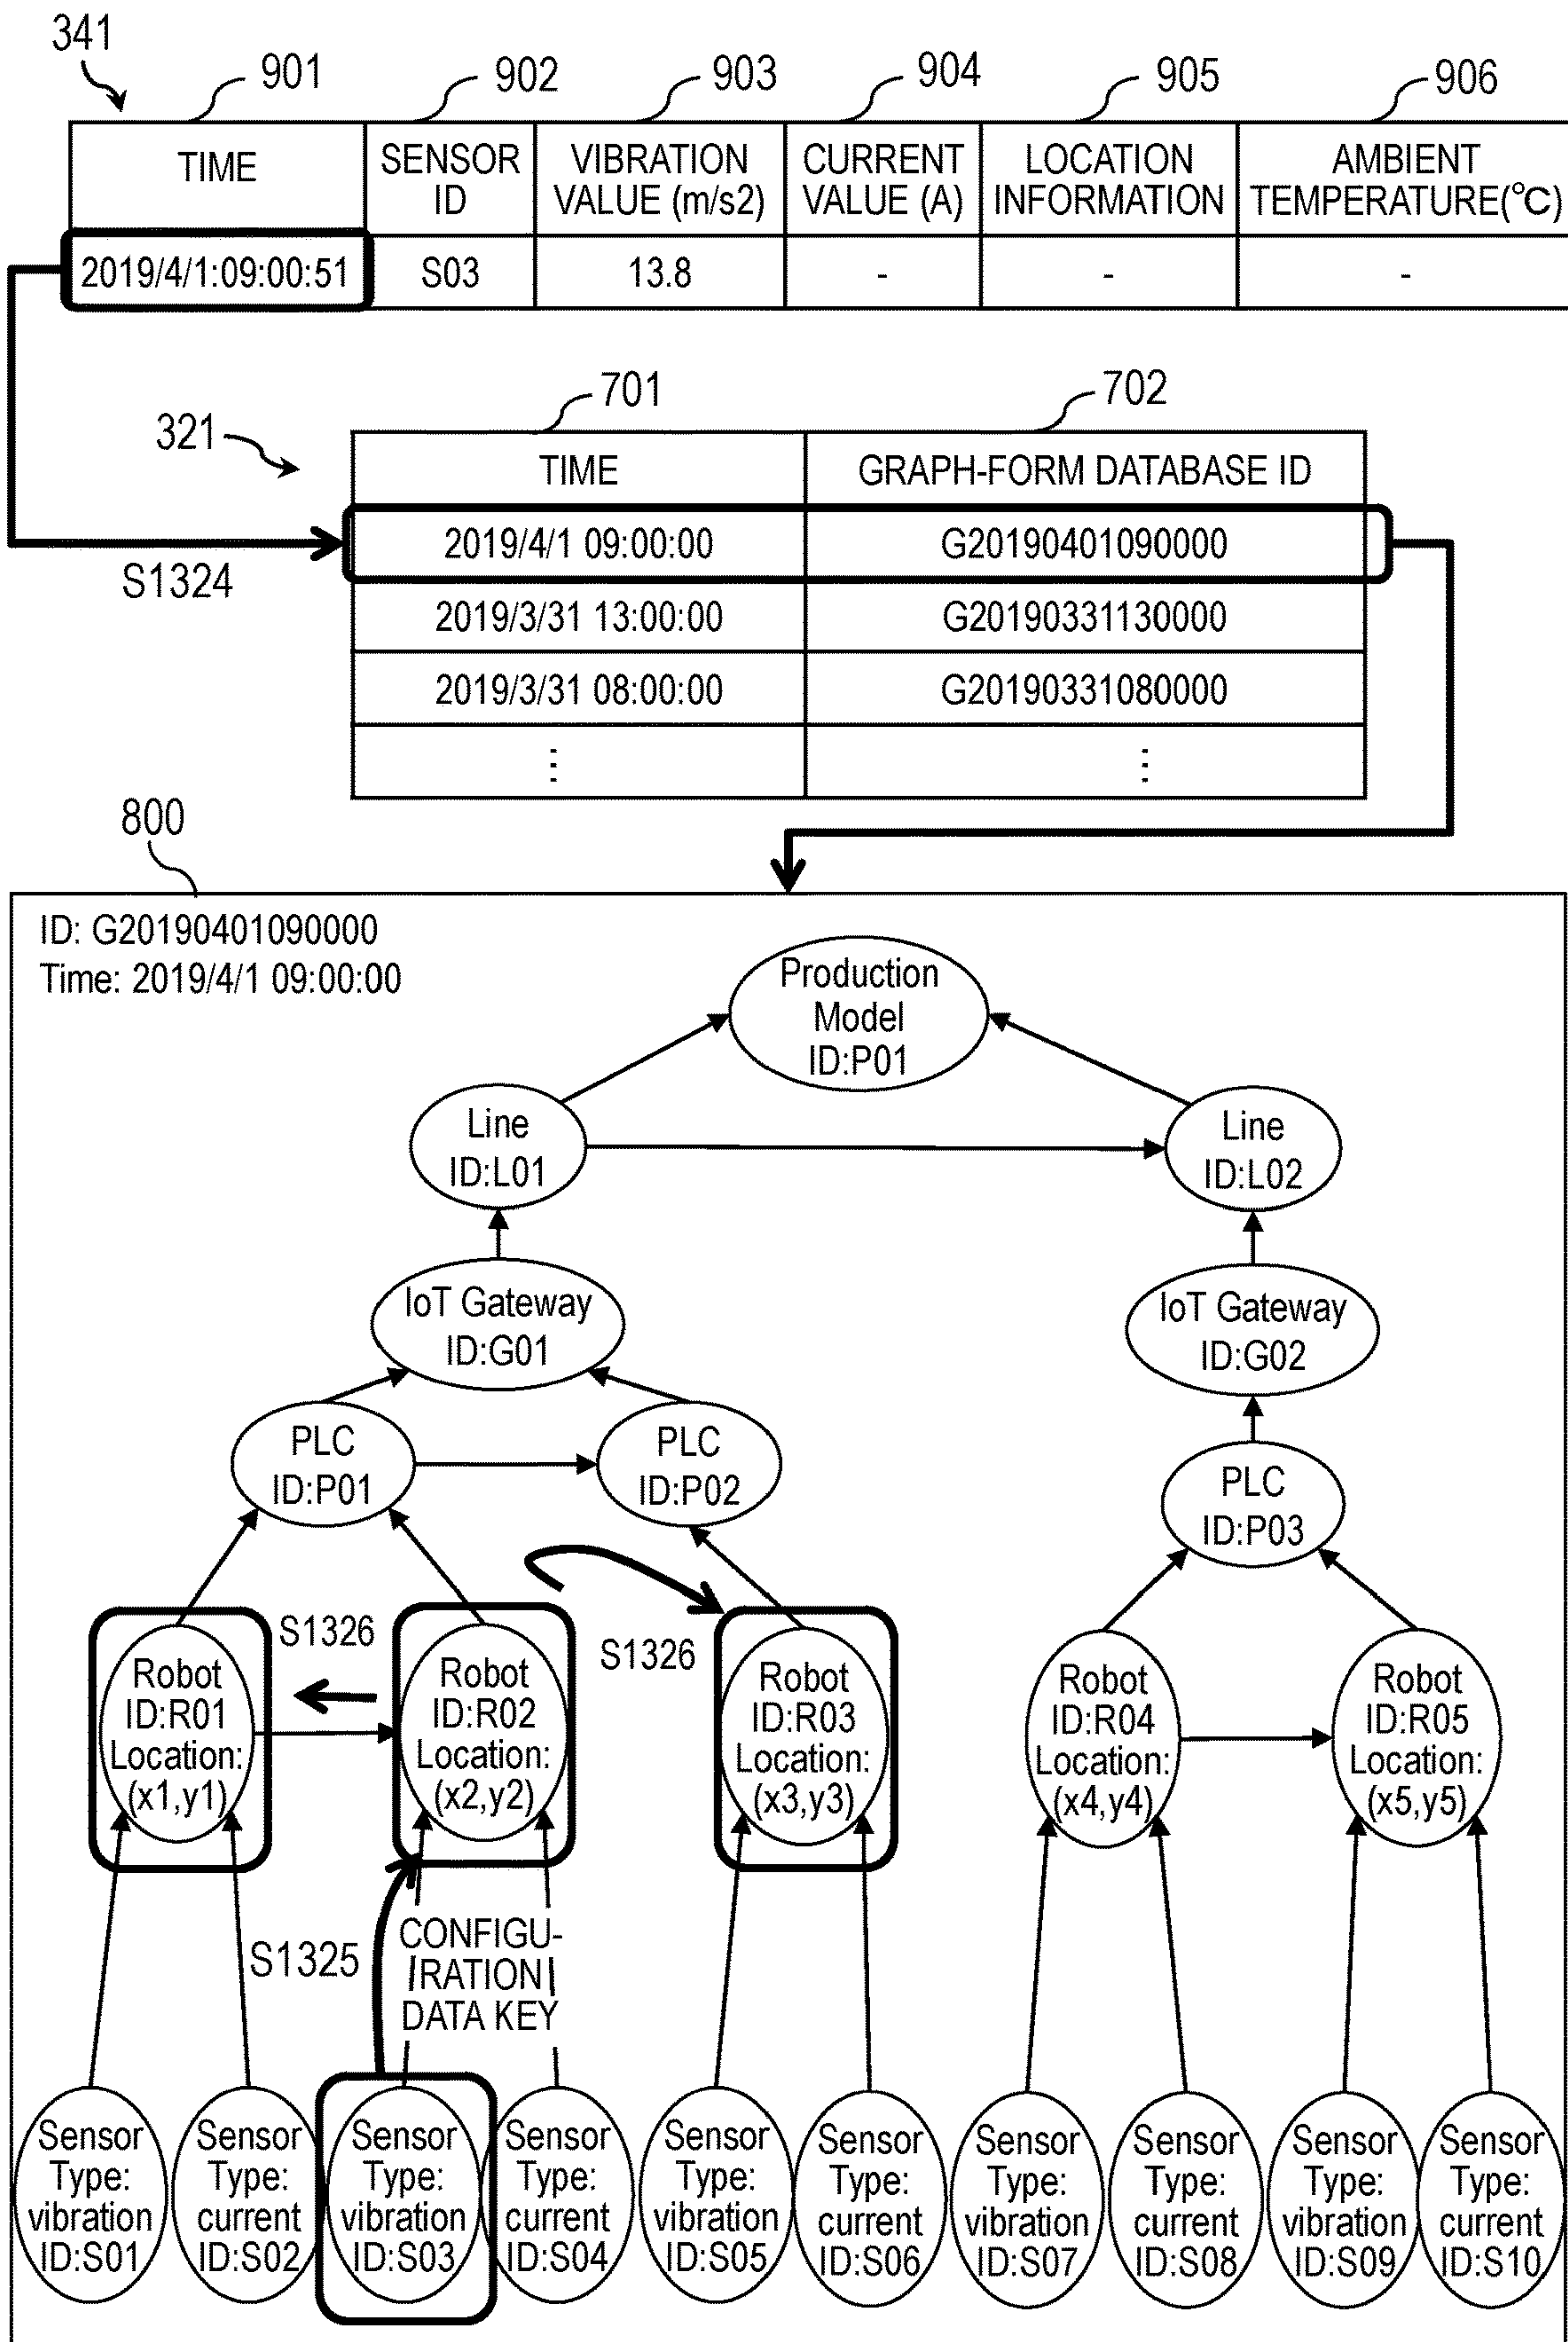 341
901
902
903
904
905
906
TIME
SENSOR
ID
VIBRATION
VALUE (m/s2)
CURRENT
VALUE (A)
LOCATION
INFORMATION
AMBIENT
TEMPERATURE(°C)
2019/4/1:09:00:51
S03
13.8
-
-
-
321
701
702
TIME
GRAPH-FORM DATABASE ID
2019/4/1 09:00:00
G20190401090000
S1324
2019/3/31 13:00:00
G20190331130000
2019/3/31 08:00:00
G20190331080000
⋮
⋮
800
ID: G20190401090000
Time: 2019/4/1 09:00:00
Production
Model
ID:P01
Line
ID:L01
Line
ID:L02
IoT Gateway
ID:G01
IoT Gateway
ID:G02
PLC
ID:P01
PLC
ID:P02
PLC
ID:P03
Robot
ID:R01
Location:
(x1,y1)
S1326
Robot
ID:R02
Location:
(x2,y2)
S1326
Robot
ID:R03
Location:
(x3,y3)
Robot
ID:R04
Location:
(x4,y4)
Robot
ID:R05
Location:
(x5,y5)
S1325
CONFIGU-
RATION
DATA KEY
Sensor
Type:
vibration
ID:S01
Sensor
Type:
current
ID:S02
Sensor
Type:
vibration
ID:S03
Sensor
Type:
current
ID:S04
Sensor
Type:
vibration
ID:S05
Sensor
Type:
current
ID:S06
Sensor
Type:
vibration
ID:S07
Sensor
Type:
current
ID:S08
Sensor
Type:
vibration
ID:S09
Sensor
Type:
current
ID:S10